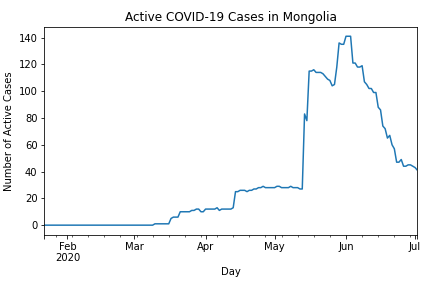 Active COVID-19 Cases in Mongolia
Number of Active Cases
140
120
100
80
60
40
20
0
Feb Mar Apr May Jun Jul
2020
Day